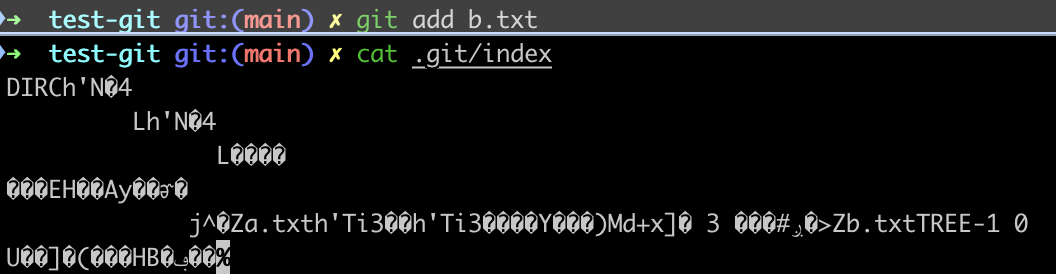 ➜ test-git git:(main) ✗ git add b.txt
➜ test-git git:(main) ✗ cat .git/index
DIRCh'N�4
Lh'N�4
L����
���EH��Ay���
j^�Za.txth'Ti3��h'Ti3����Y���)Md+x]� 3 ���#�>Zb.txtTREE-1 0
U��]�(���HB���%